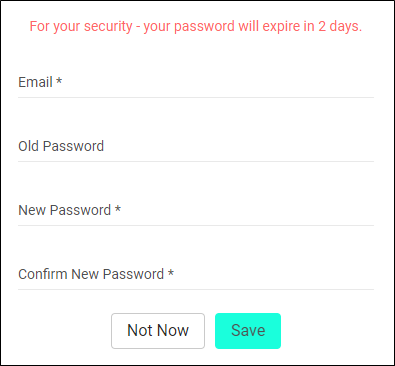 For your security - your password will expire in 2 days.
Email *
Old Password
New Password *
Confirm New Password *
Not Now
Save